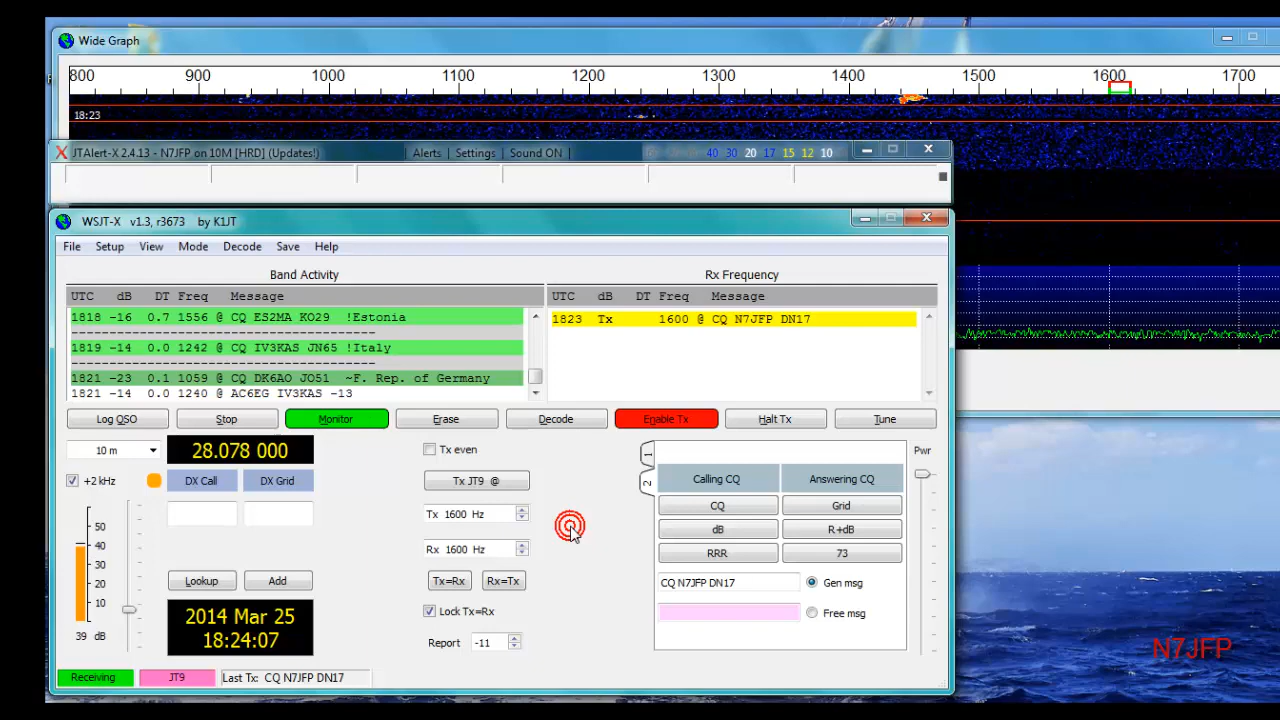 Wide Graph
800 900 1000 1100 1200 1300 1400 1500 1600 1700
18:23
JTAlert-X 2.4.13 - N7JFP on 10M [HRD] (Updates!) Alerts | Settings | Sound ON | 40 30 20 17 15 12 10
WSJT-X v1.3, r3673 by K1JT
File Setup View Mode Decode Save Help
Band Activity Rx Frequency
UTC dB DT Freq Message UTC dB DT Freq Message
1818 -16 0.7 1556 @ CQ ES2MA KO29 !Estonia 1823 Tx 1600 @ CQ N7JFP DN17
------------------------------------
1819 -14 0.0 1242 @ CQ IV3KAS JN65 !Italy
------------------------------------
1821 -23 0.1 1059 @ CQ DK6AO JO51 ~F. Rep. of Germany
1821 -14 0.0 1240 @ AC6EG IV3KAS -13
Log QSO Stop Monitor Erase Decode Enable Tx Halt Tx Tune
10 m 28.078 000 Tx even 1 Pwr
+2 kHz DX Call DX Grid Tx JT9 @ 2 Calling CQ Answering CQ
CQ Grid
50 Tx 1600 Hz dB R+dB
40 Rx 1600 Hz RRR 73
30
20 Lookup Add Tx=Rx Rx=Tx CQ N7JFP DN17 Gen msg
10 2014 Mar 25 Lock Tx=Rx Free msg
39 dB 18:24:07 Report -11
N7JFP
Receiving JT9 Last Tx: CQ N7JFP DN17